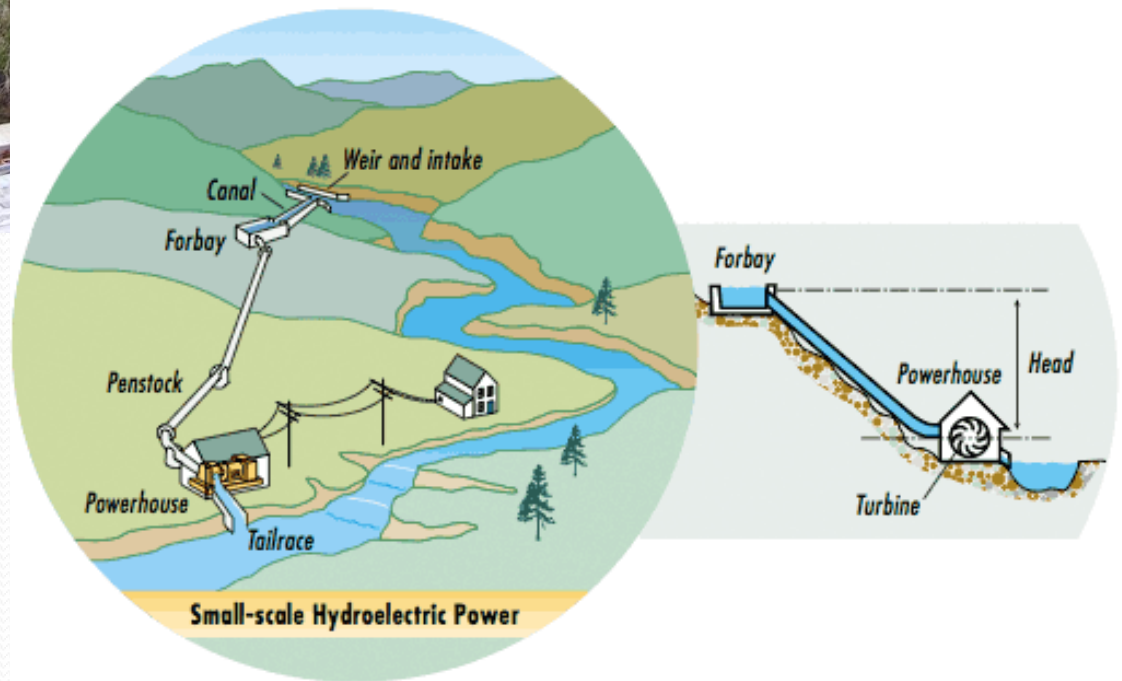 Weir and intake
Canal
Forbay
Penstock
Powerhouse
Tailrace
Small-scale Hydroelectric Power
Forbay
Powerhouse
Head
Turbine